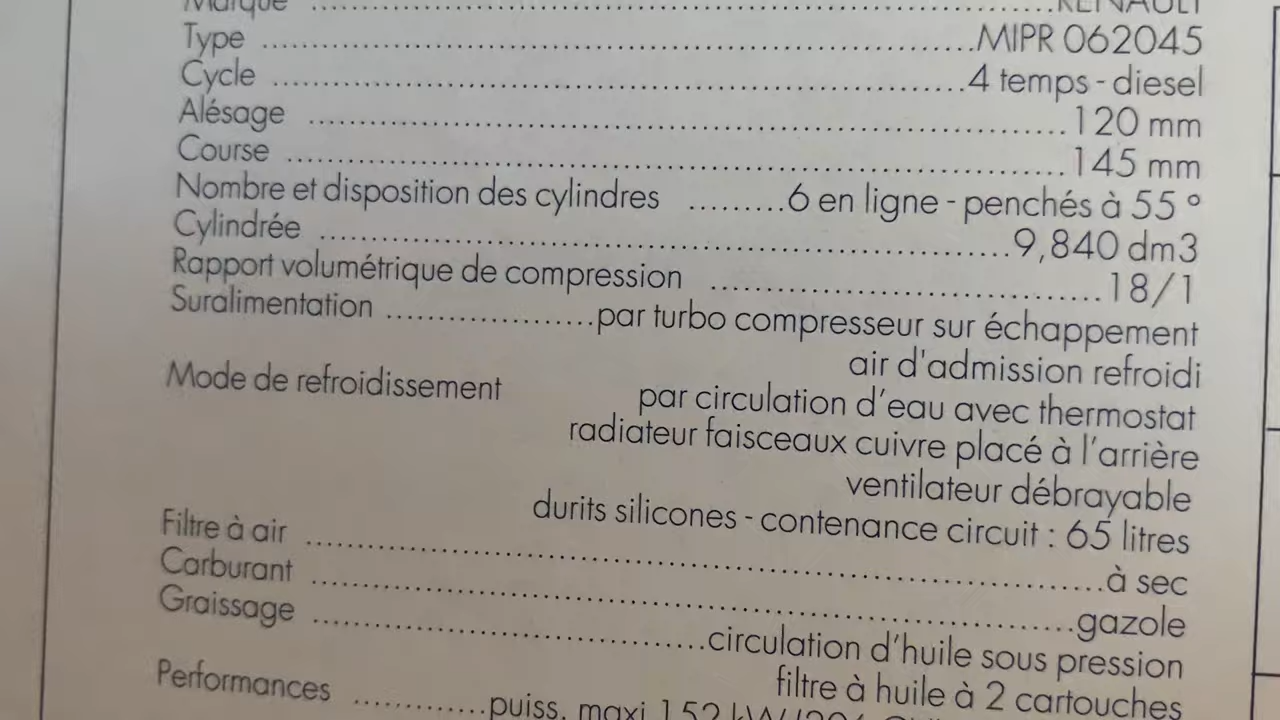 Marque ..........RENAULT
Type ..........MIPR 062045
Cycle ..........4 temps - diesel
Alésage ..........120 mm
Course ..........145 mm
Nombre et disposition des cylindres .........6 en ligne - penchés à 55 °
Cylindrée ..........9,840 dm3
Rapport volumétrique de compression ..........18/1
Suralimentation ..........par turbo compresseur sur échappement
air d'admission refroidi
Mode de refroidissement par circulation d'eau avec thermostat
radiateur faisceaux cuivre placé à l'arrière
ventilateur débrayable
durits silicones - contenance circuit : 65 litres
Filtre à air ..........à sec
Carburant ..........gazole
Graissage ..........circulation d'huile sous pression
filtre à huile à 2 cartouches
Performances ..........puiss. maxi 152 kW